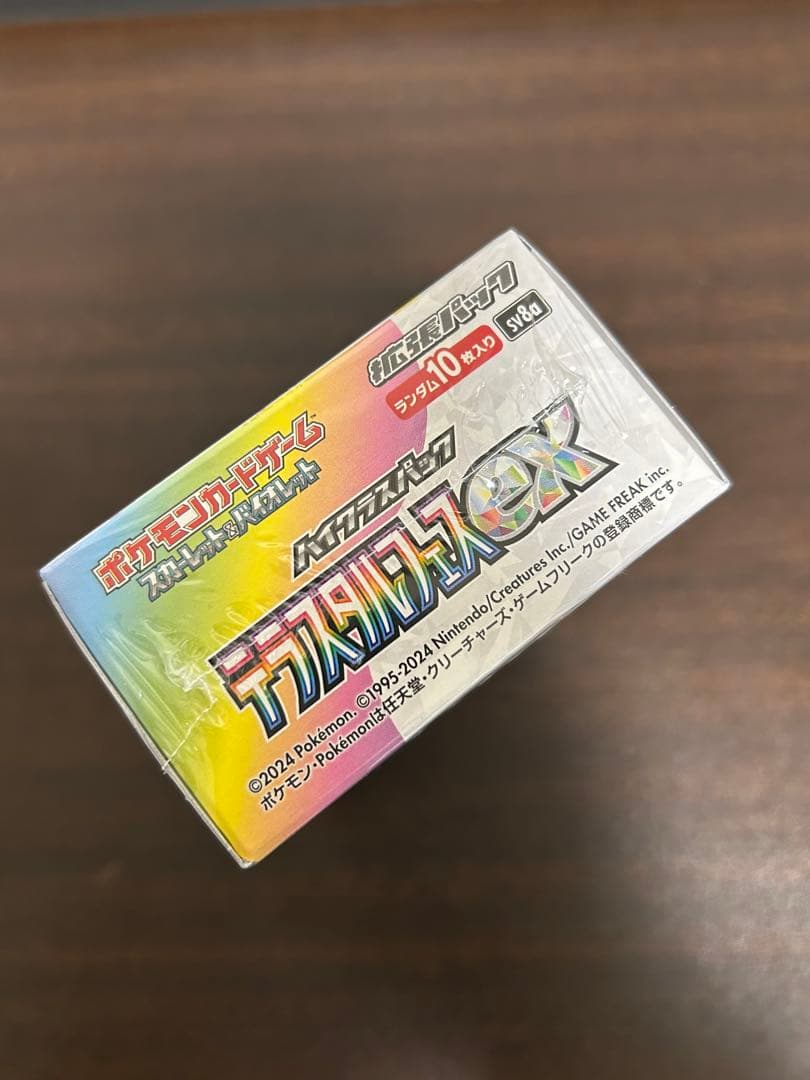 ポケモンカードゲーム
スカーレット&バイオレット
拡張パック
ランダム10枚入り
sv8a
ハイクラスパック
テラスタルフェスex
©2024 Pokémon. ©1995-2024 Nintendo/Creatures Inc./GAME FREAK inc.
ポケモン・Pokémonは任天堂・クリーチャーズ・ゲームフリークの登録商標です。